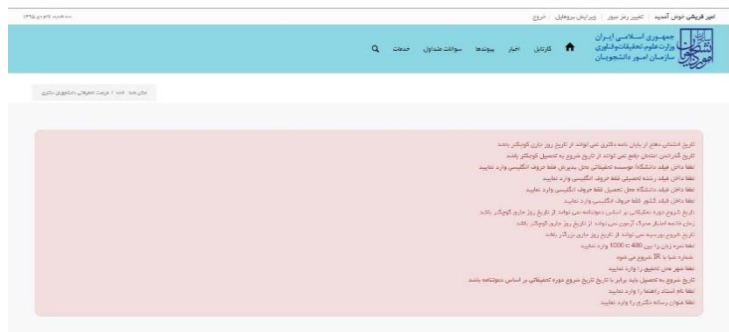 امیر قریشی خوش آمدید | تغییر رمز عبور | ویرایش پروفایل | خروج
جمهوری اسلامی ایران
وزارت علوم، تحقیقات و فناوری
سازمان امور دانشجویان
کارتابل اخبار پیوندها سوالات متداول خدمات
تاریخ احتمالی دفاع از پایان نامه دکتری نمی تواند از تاریخ روز جاری کوچکتر باشد
تاریخ گذراندن امتحان جامع نمی تواند از تاریخ شروع به تحصیل کوچکتر باشد
لطفا داخل فیلد دانشگاه/ موسسه تحقیقاتی محل پذیرش فقط حروف انگلیسی وارد نمایید
لطفا داخل فیلد رشته تحصیلی فقط حروف انگلیسی وارد نمایید
لطفا داخل فیلد دانشگاه محل تحصیل فقط حروف انگلیسی وارد نمایید
لطفا داخل فیلد کشور فقط حروف انگلیسی وارد نمایید
تاریخ شروع دوره تحقیقاتی بر اساس دعوتنامه نمی تواند از تاریخ روز جاری کوچکتر باشد
زمان خاتمه اعتبار مدرک آزمون نمی تواند از تاریخ روز جاری کوچکتر باشد
تاریخ شروع بورسیه نمی تواند از تاریخ روز جاری بزرگتر باشد
لطفا نمره زبان را بین 480 تا 1000 وارد نمایید
شماره شبا با IR شروع می شود
لطفا شهر محل تحقیق را وارد نمایید
تاریخ شروع به تحصیل باید برابر با تاریخ تاریخ شروع دوره تحقیقاتی بر اساس دعوتنامه باشد
لطفا نام استاد راهنما را وارد نمایید
لطفا عنوان رساله دکتری را وارد نمایید